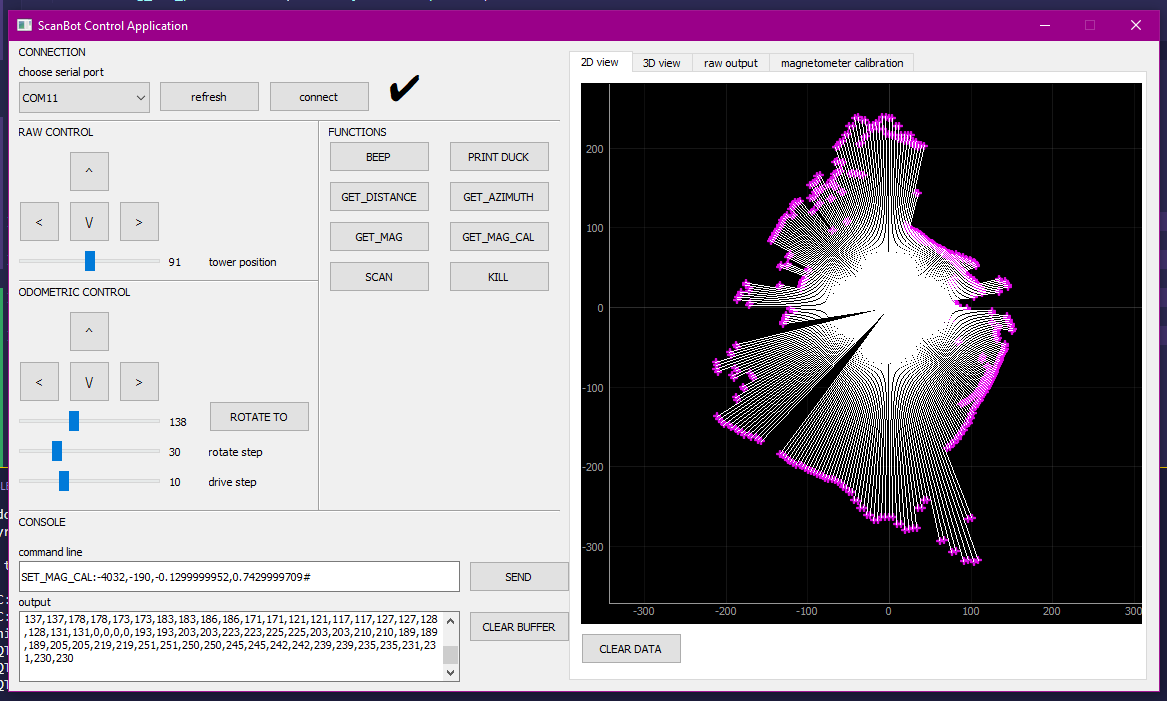 ScanBot Control Application
CONNECTION
choose serial port
COM11
refresh
connect
RAW CONTROL
^
< V >
91 tower position
ODOMETRIC CONTROL
^
< V >
138
ROTATE TO
30 rotate step
10 drive step
FUNCTIONS
BEEP
PRINT DUCK
GET_DISTANCE
GET_AZIMUTH
GET_MAG
GET_MAG_CAL
SCAN
KILL
CONSOLE
command line
SET_MAG_CAL:-4032,-190,-0.1299999952,0.7429999709#
SEND
output
137,137,178,178,173,173,183,183,186,186,171,171,121,121,117,117,127,127,128
,128,131,131,0,0,0,0,193,193,203,203,223,223,225,225,203,203,210,210,189,189
,189,205,205,219,219,251,251,250,250,245,245,242,242,239,239,235,235,231,23
1,230,230
CLEAR BUFFER
2D view
3D view
raw output
magnetometer calibration
200
100
0
-100
-200
-300
-300 -200 -100 0 100 200 300
CLEAR DATA